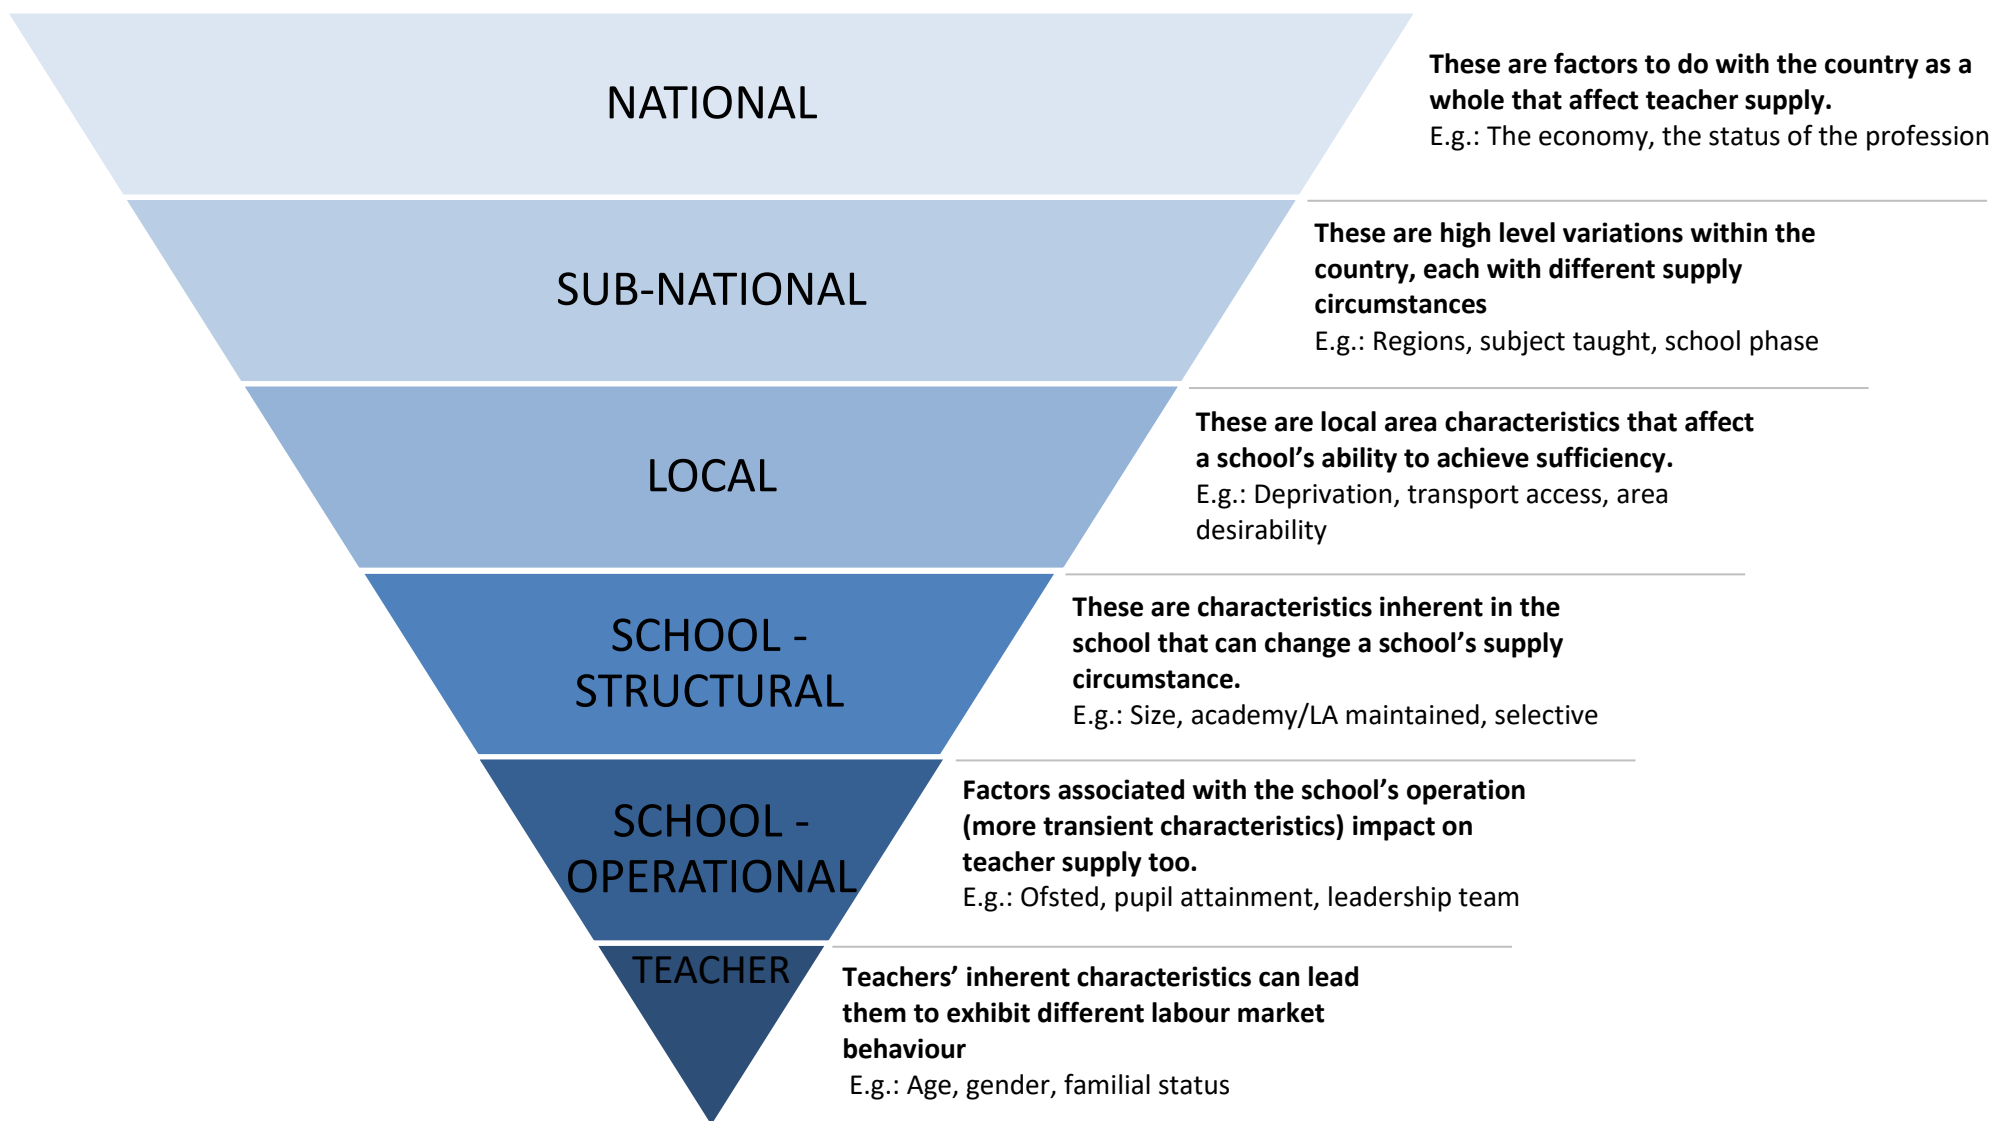 NATIONAL
These are factors to do with the country as a
whole that affect teacher supply.
E.g.: The economy, the status of the profession
SUB-NATIONAL
These are high level variations within the
country, each with different supply
circumstances
E.g.: Regions, subject taught, school phase
LOCAL
These are local area characteristics that affect
a school’s ability to achieve sufficiency.
E.g.: Deprivation, transport access, area
desirability
SCHOOL -
STRUCTURAL
These are characteristics inherent in the
school that can change a school’s supply
circumstance.
E.g.: Size, academy/LA maintained, selective
SCHOOL -
OPERATIONAL
Factors associated with the school’s operation
(more transient characteristics) impact on
teacher supply too.
E.g.: Ofsted, pupil attainment, leadership team
TEACHER
Teachers’ inherent characteristics can lead
them to exhibit different labour market
behaviour
E.g.: Age, gender, familial status